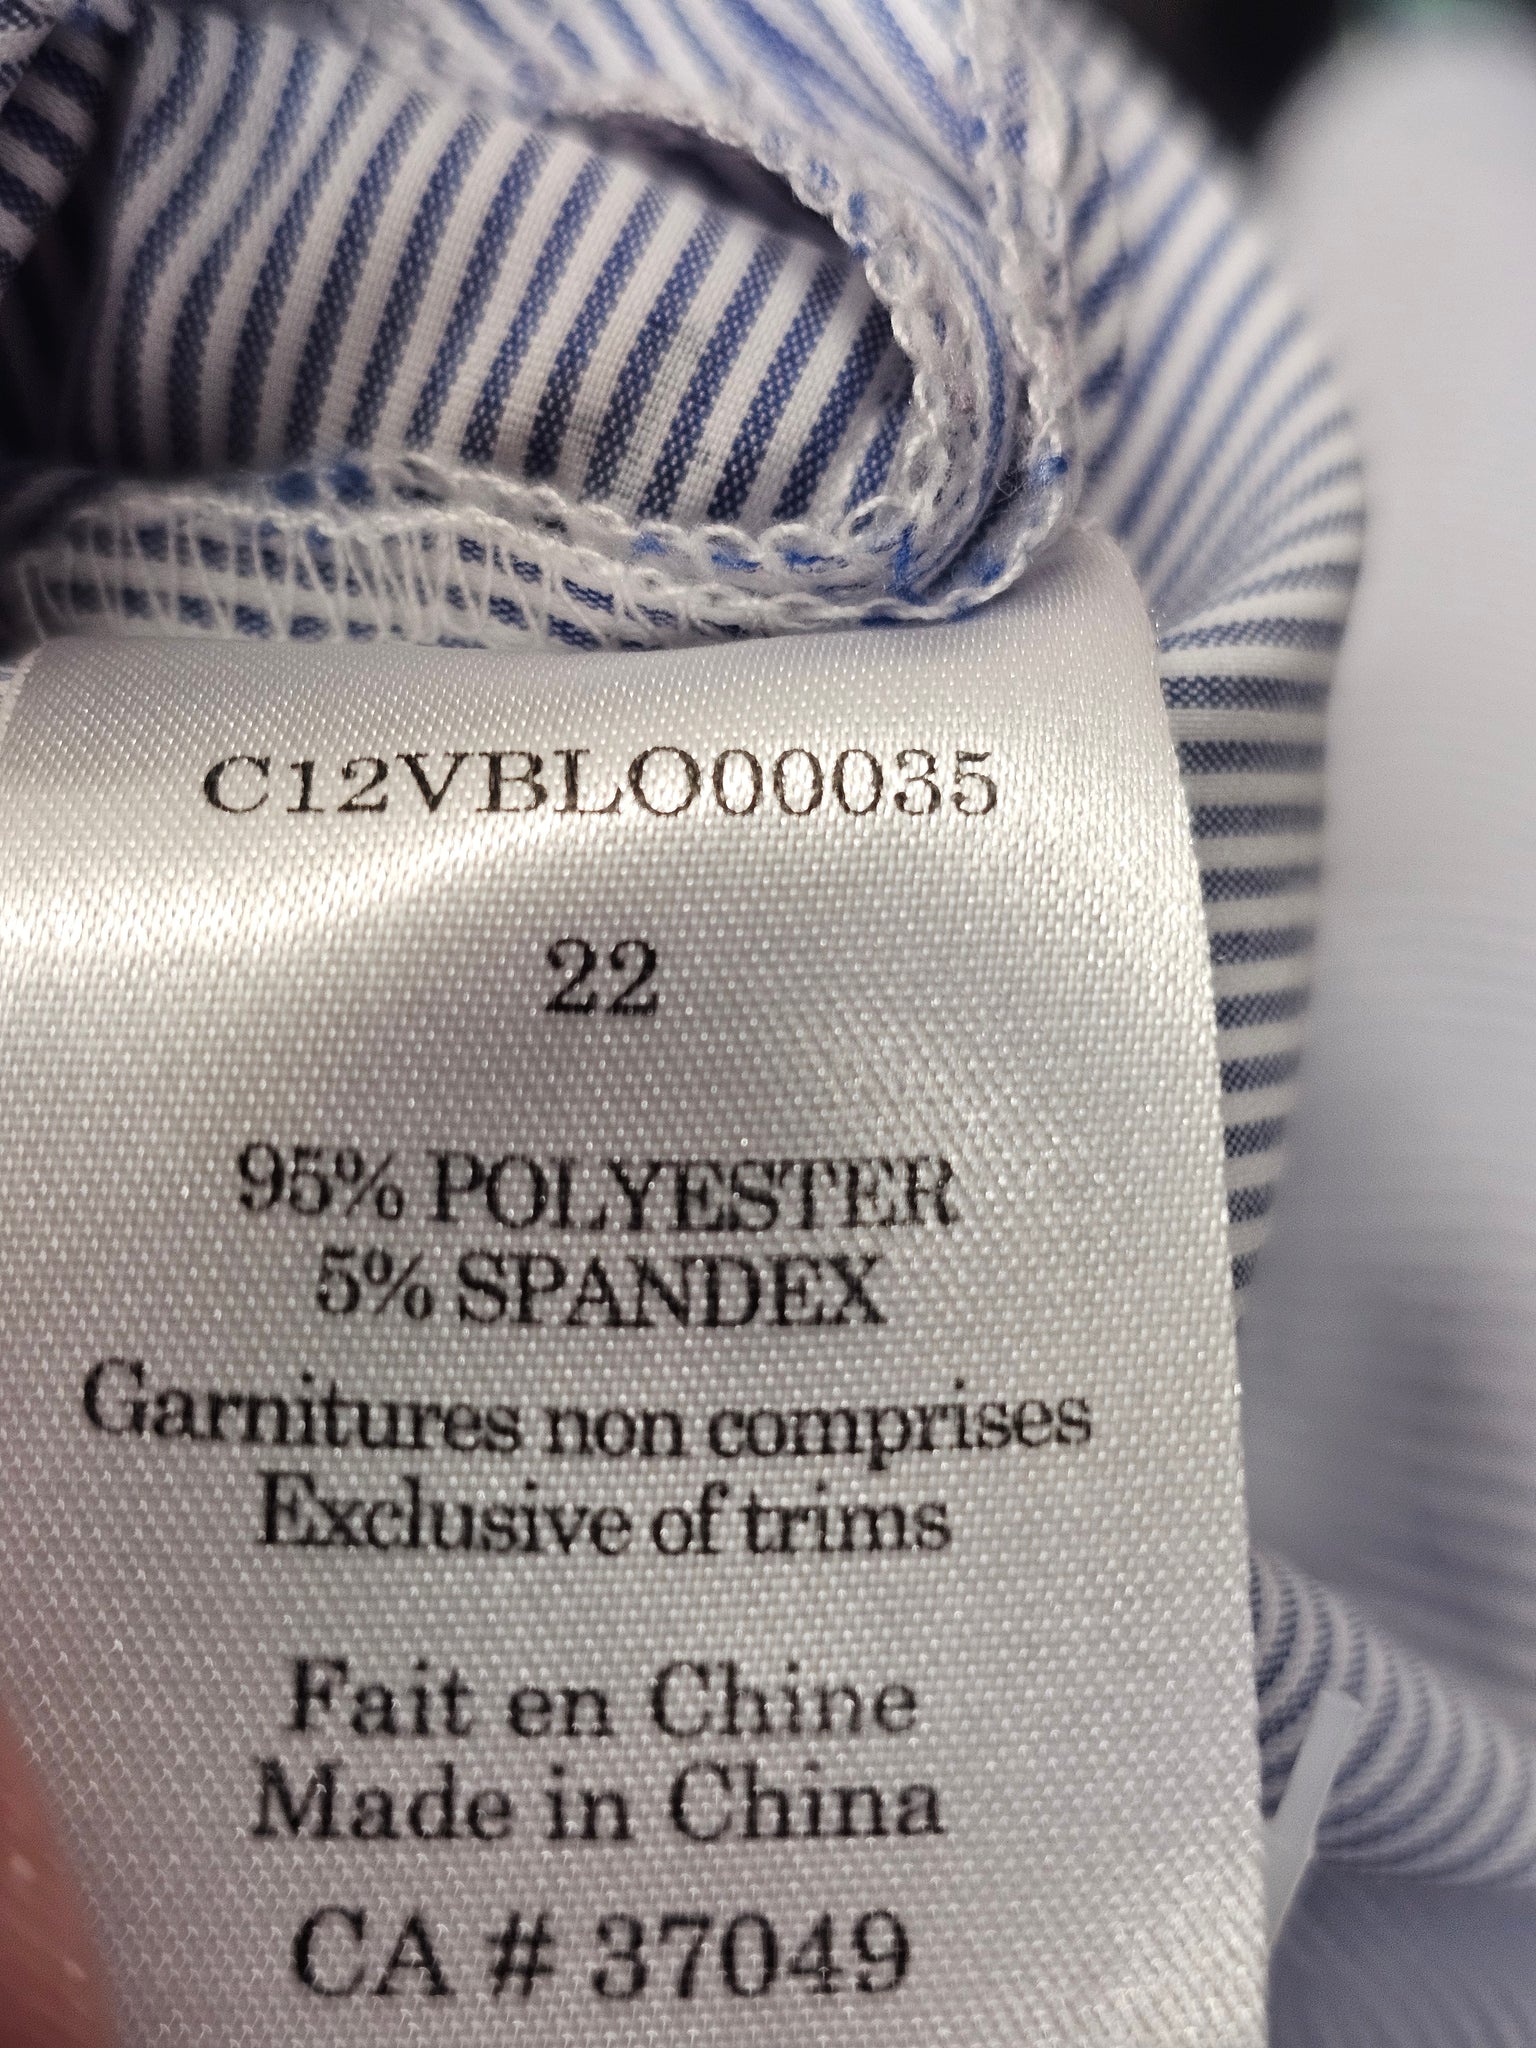 C12VBLO00035
22
95% POLYESTER
5% SPANDEX
Garnitures non comprises
Exclusive of trims
Fait en Chine
Made in China
CA # 37049